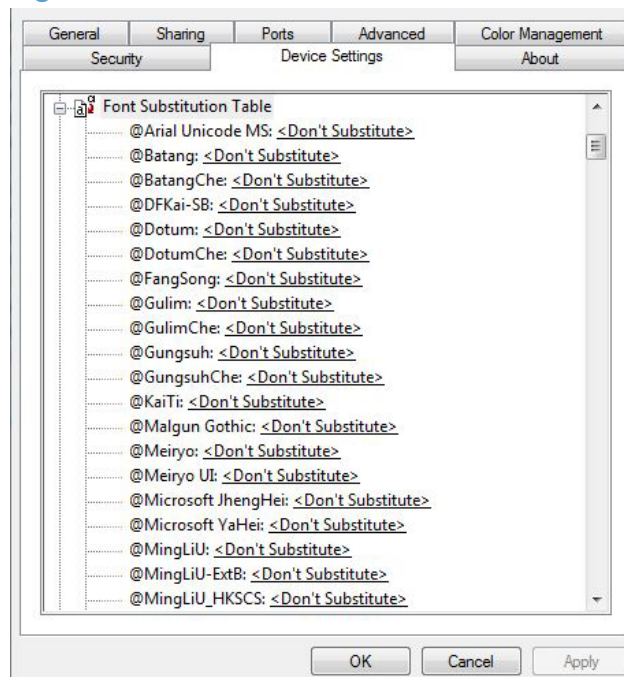 General Sharing Ports Advanced Color Management
Security Device Settings About
Font Substitution Table
@Arial Unicode MS: <Don't Substitute>
@Batang: <Don't Substitute>
@BatangChe: <Don't Substitute>
@DFKai-SB: <Don't Substitute>
@Dotum: <Don't Substitute>
@DotumChe: <Don't Substitute>
@FangSong: <Don't Substitute>
@Gulim: <Don't Substitute>
@GulimChe: <Don't Substitute>
@Gungsuh: <Don't Substitute>
@GungsuhChe: <Don't Substitute>
@KaiTi: <Don't Substitute>
@Malgun Gothic: <Don't Substitute>
@Meiryo: <Don't Substitute>
@Meiryo UI: <Don't Substitute>
@Microsoft JhengHei: <Don't Substitute>
@Microsoft YaHei: <Don't Substitute>
@MingLiU: <Don't Substitute>
@MingLiU-ExtB: <Don't Substitute>
@MingLiU_HKSCS: <Don't Substitute>
OK Cancel Apply